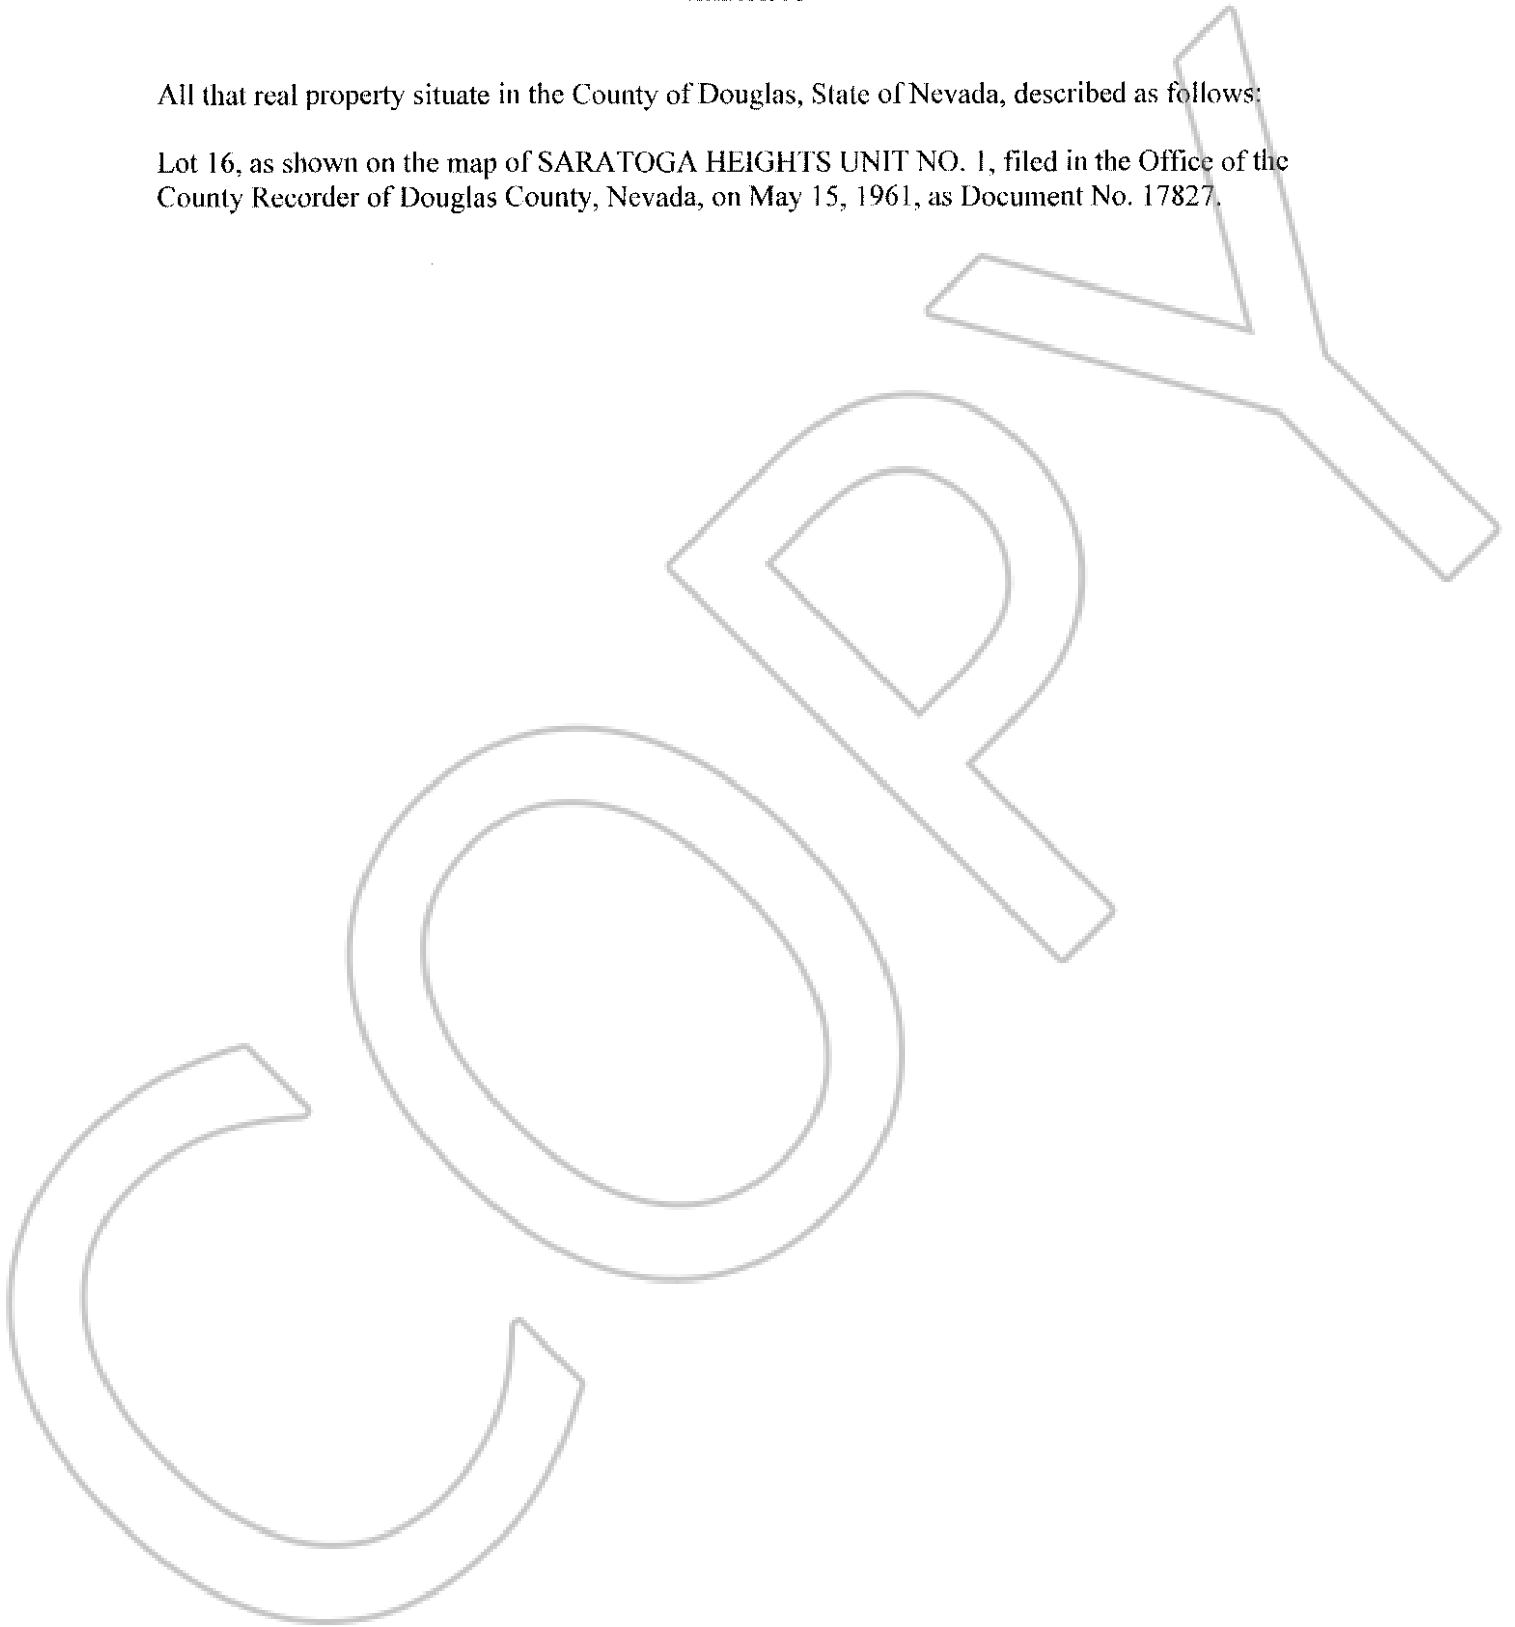 All that real property situate in the County of Douglas, State of Nevada, described as follows:
Lot 16, as shown on the map of SARATOGA HEIGHTS UNIT NO. 1, filed in the Office of the
County Recorder of Douglas County, Nevada, on May 15, 1961, as Document No. 17827.
COPY